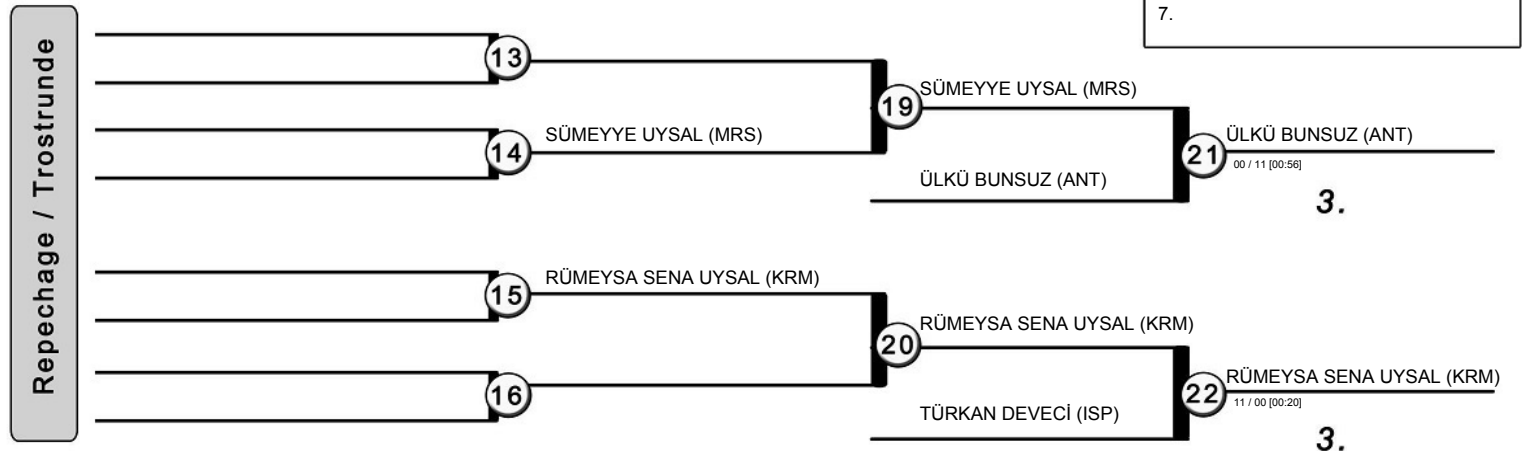 7.
Repechage / Trostrunde
13
SÜMEYYE UYSAL (MRS)
19
SÜMEYYE UYSAL (MRS)
14
21
ÜLKÜ BUNSUZ (ANT)
00 / 11 [00:56]
ÜLKÜ BUNSUZ (ANT)
3.
15
RÜMEYSA SENA UYSAL (KRM)
20
RÜMEYSA SENA UYSAL (KRM)
16
22
RÜMEYSA SENA UYSAL (KRM)
11 / 00 [00:20]
TÜRKAN DEVECİ (ISP)
3.